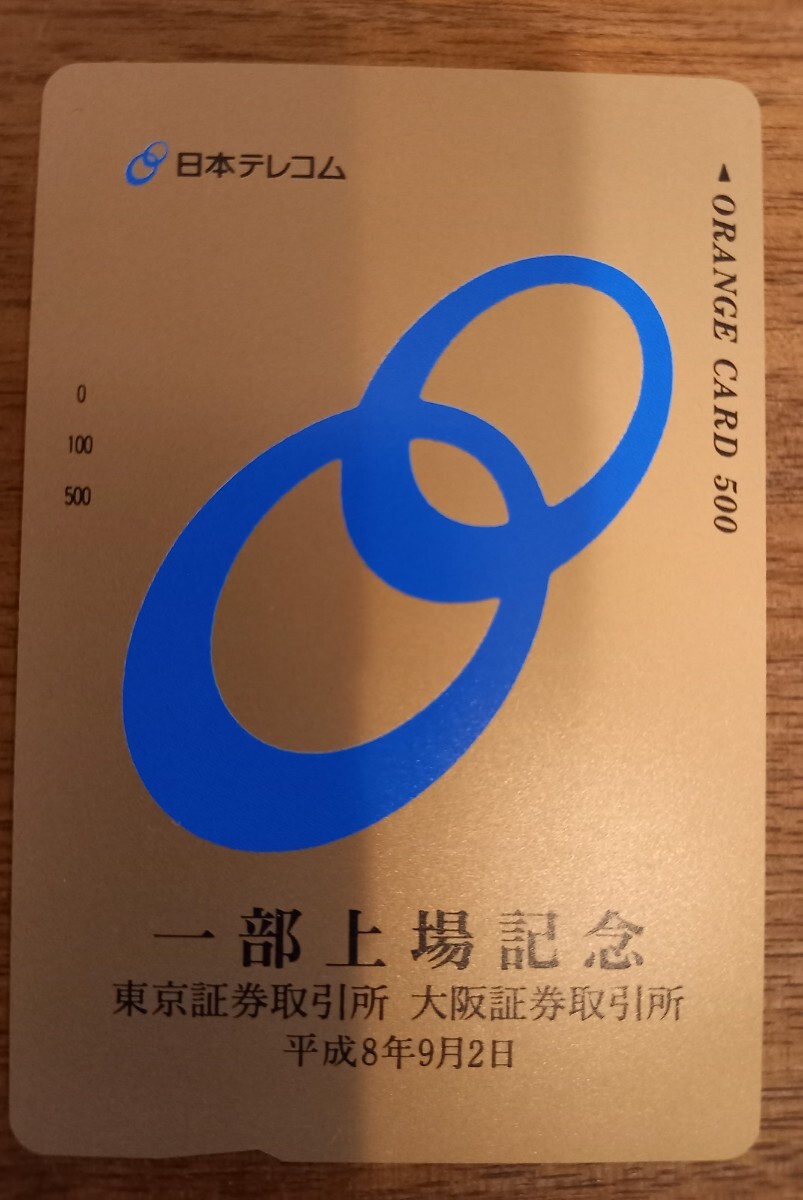 日本テレコム
◀ ORANGE CARD 500
0
100
500
一部上場記念
東京証券取引所 大阪証券取引所
平成8年9月2日